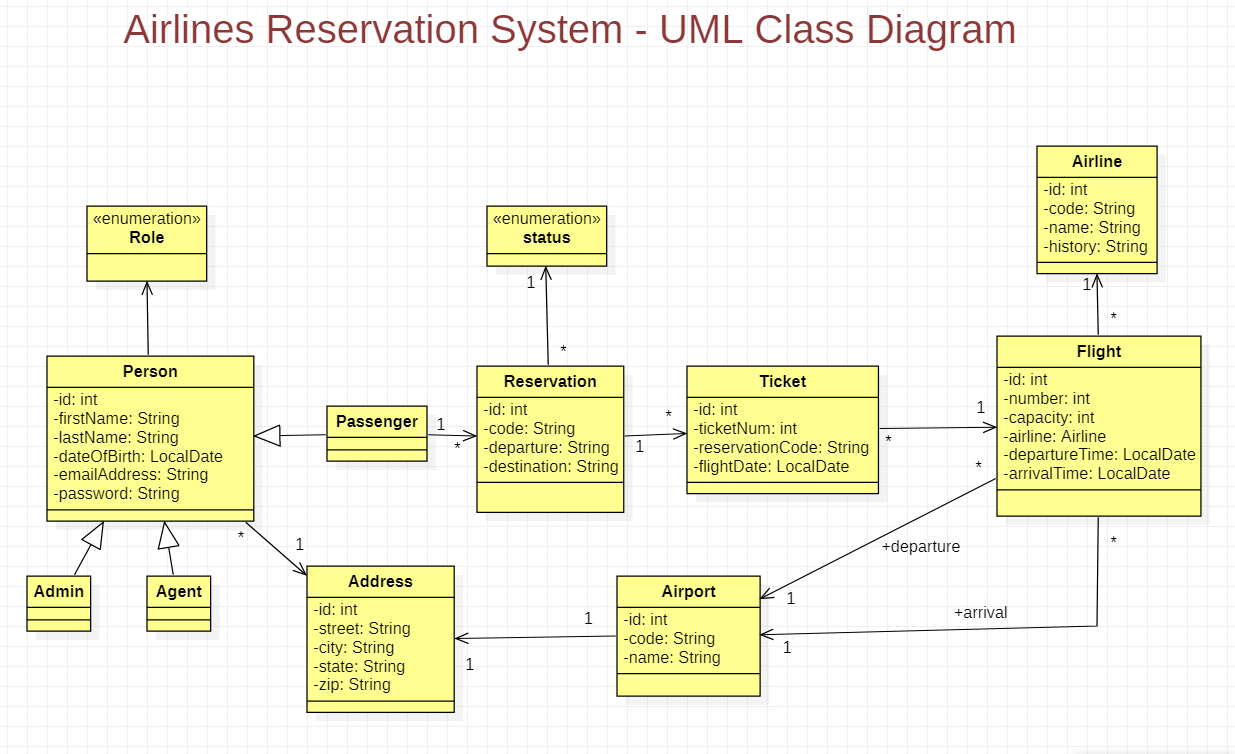 Airlines Reservation System - UML Class Diagram
Airline
-id: int
-code: String
-name: String
-history: String
«enumeration»
Role
«enumeration»
status
1
1
*
*
Person
-id: int
-firstName: String
-lastName: String
-dateOfBirth: LocalDate
-emailAddress: String
-password: String
Passenger
1
*
Reservation
-id: int
-code: String
-departure: String
-destination: String
*
1
Ticket
-id: int
-ticketNum: int
-reservationCode: String
-flightDate: LocalDate
1
*
Flight
-id: int
-number: int
-capacity: int
-airline: Airline
-departureTime: LocalDate
-arrivalTime: LocalDate
*
*
*
1
+departure
1
+arrival
1
Admin
Agent
Address
-id: int
-street: String
-city: String
-state: String
-zip: String
1
1
Airport
-id: int
-code: String
-name: String